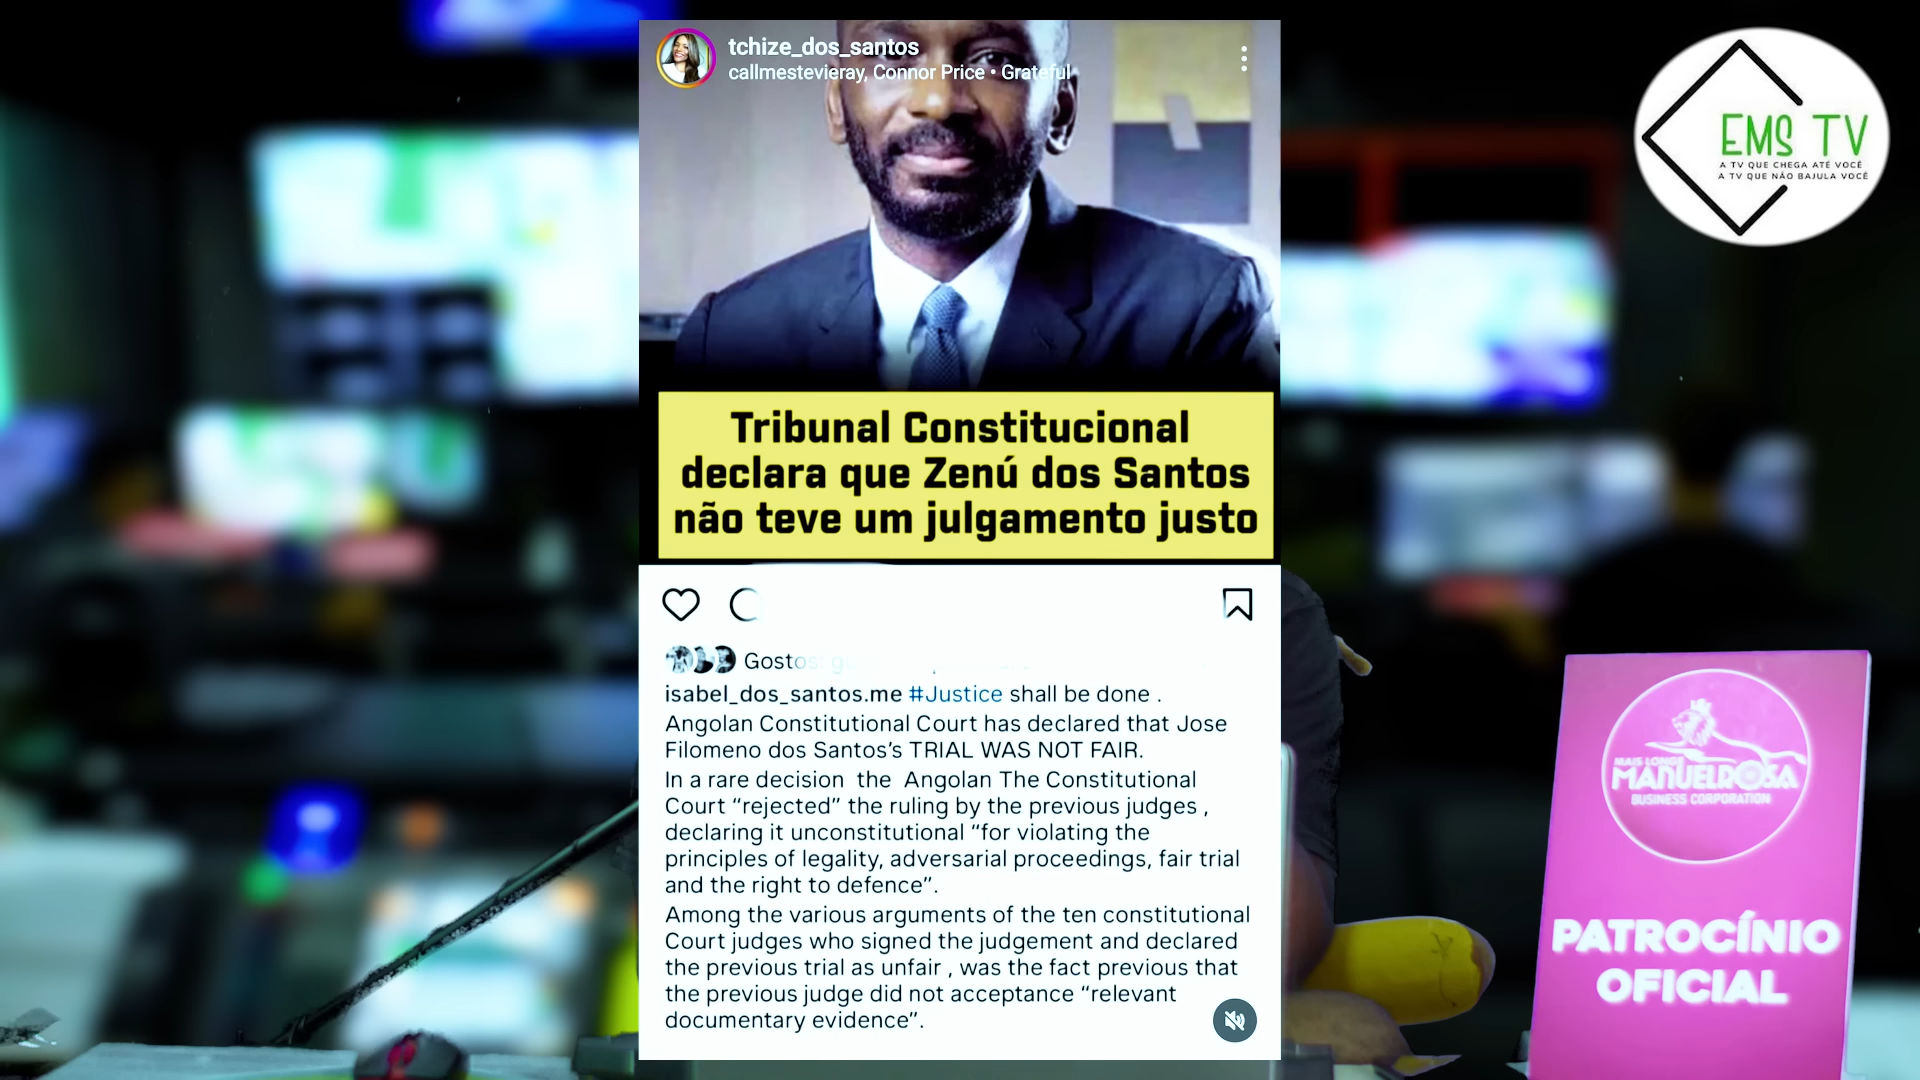 tchize_dos_santos
callmestevieray, Connor Price • Grateful
EMS TV
A TV QUE CHEGA ATÉ VOCÊ
A TV QUE NÃO BAJULA VOCÊ
Tribunal Constitucional
declara que Zenú dos Santos
não teve um julgamento justo
Gostos:
isabel_dos_santos.me #Justice shall be done .
Angolan Constitutional Court has declared that Jose
Filomeno dos Santos’s TRIAL WAS NOT FAIR.
In a rare decision the Angolan The Constitutional
Court “rejected” the ruling by the previous judges ,
declaring it unconstitutional “for violating the
principles of legality, adversarial proceedings, fair trial
and the right to defence”.
Among the various arguments of the ten constitutional
Court judges who signed the judgement and declared
the previous trial as unfair , was the fact previous that
the previous judge did not acceptance “relevant
documentary evidence”.
MAIS LONGE
MANUELROSA
BUSINESS CORPORATION
PATROCÍNIO
OFICIAL